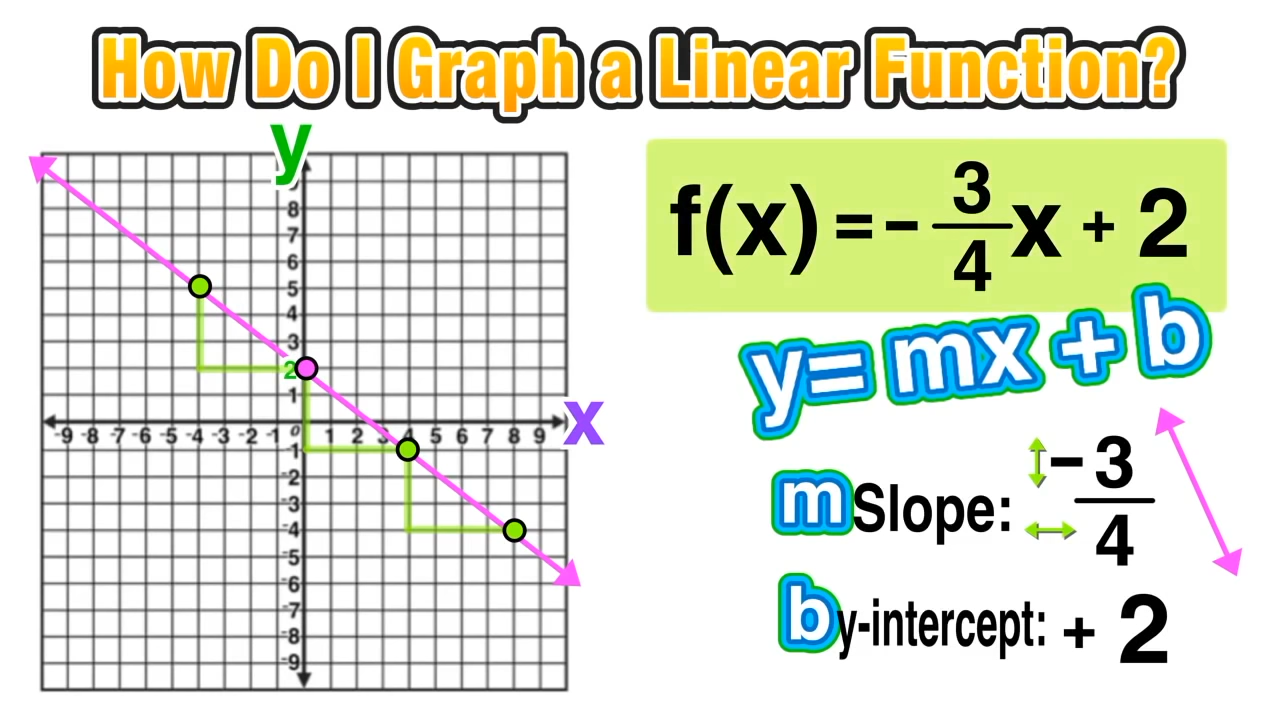 How Do I Graph a Linear Function?
y
8
7
6
5
4
3
2
1
-9 -8 -7 -6 -5 -4 -3 -2 -1 0 1 2 3 4 5 6 7 8 9
x
-1
-2
-3
-4
-5
-6
-7
-8
-9
f(x) = - 3/4 x + 2
y= mx + b
m Slope: - 3/4
b y-intercept: + 2